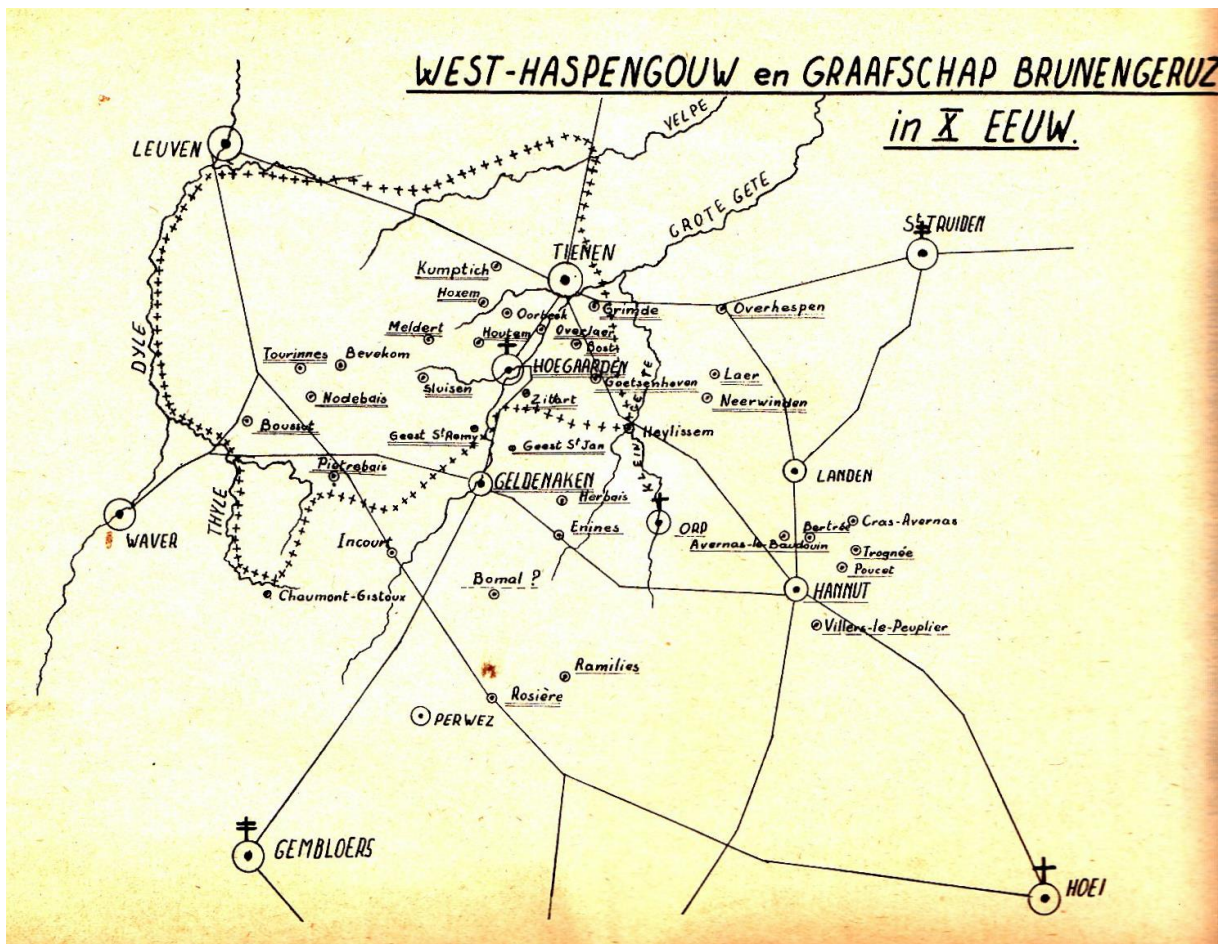 WEST-HASPENGOUW en GRAAFSCHAP BRUNENGERUZ
in X EEUW.
VELPE
LEUVEN
GROTE GETE
St TRUIDEN
TIENEN
Kumptich
Hoxem
Oorbeek
Grimde
Overhespen
DYLE
Meldert
Houtem
Overlaer
Bost
Tourinnes
Bevekom
HOEGAARDEN
Sluisen
Goetsenhoven
Laer
Nodebais
Zittart
Neerwinden
Boussut
Geest St Remy
Geest St Jan
Heylissem
KLEINE GETE
Piétrebais
GELDENAKEN
LANDEN
THYLE
Herbais
WAVER
Incourt
Enines
ORP
Bertrée
Cras-Avernas
Avernas-le-Baudouin
Trognée
Poucet
Bomal ?
HANNUT
Chaumont-Gistoux
Villers-le-Peuplier
Ramilies
Rosière
PERWEZ
GEMBLOERS
HOEI